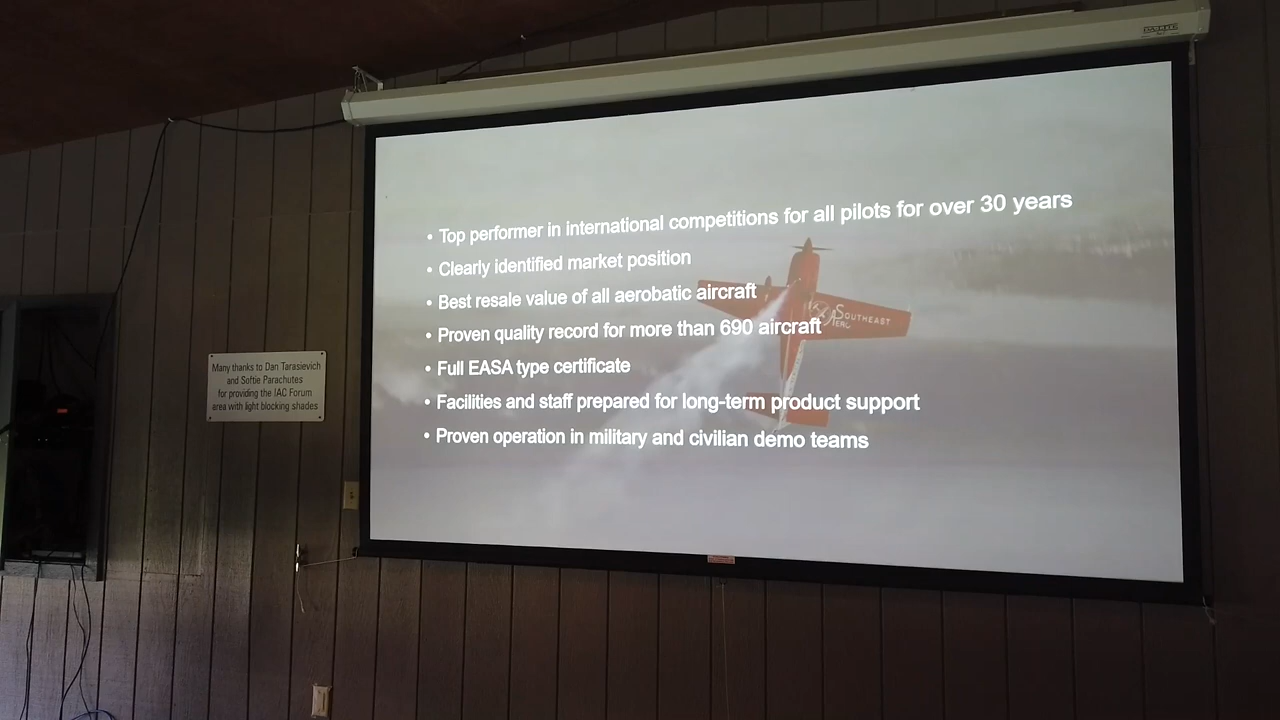 • Top performer in international competitions for all pilots for over 30 years
• Clearly identified market position
• Best resale value of all aerobatic aircraft
• Proven quality record for more than 690 aircraft
• Full EASA type certificate
• Facilities and staff prepared for long-term product support
• Proven operation in military and civilian demo teams
SOUTHEAST
AERO
Many thanks to Dan Tarasievich
and Softie Parachutes
for providing the IAC Forum
area with light blocking shades